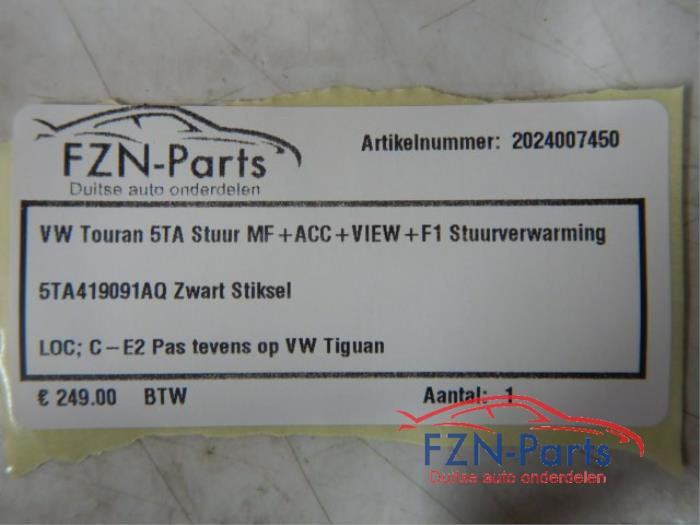 FZN-Parts
Duitse auto onderdelen
Artikelnummer: 2024007450
VW Touran 5TA Stuur MF+ACC+VIEW+F1 Stuurverwarming
5TA419091AQ Zwart Stiksel
LOC; C-E2 Pas tevens op VW Tiguan
€ 249.00 BTW Aantal: 1
FZN-Parts
Duitse auto onderdelen